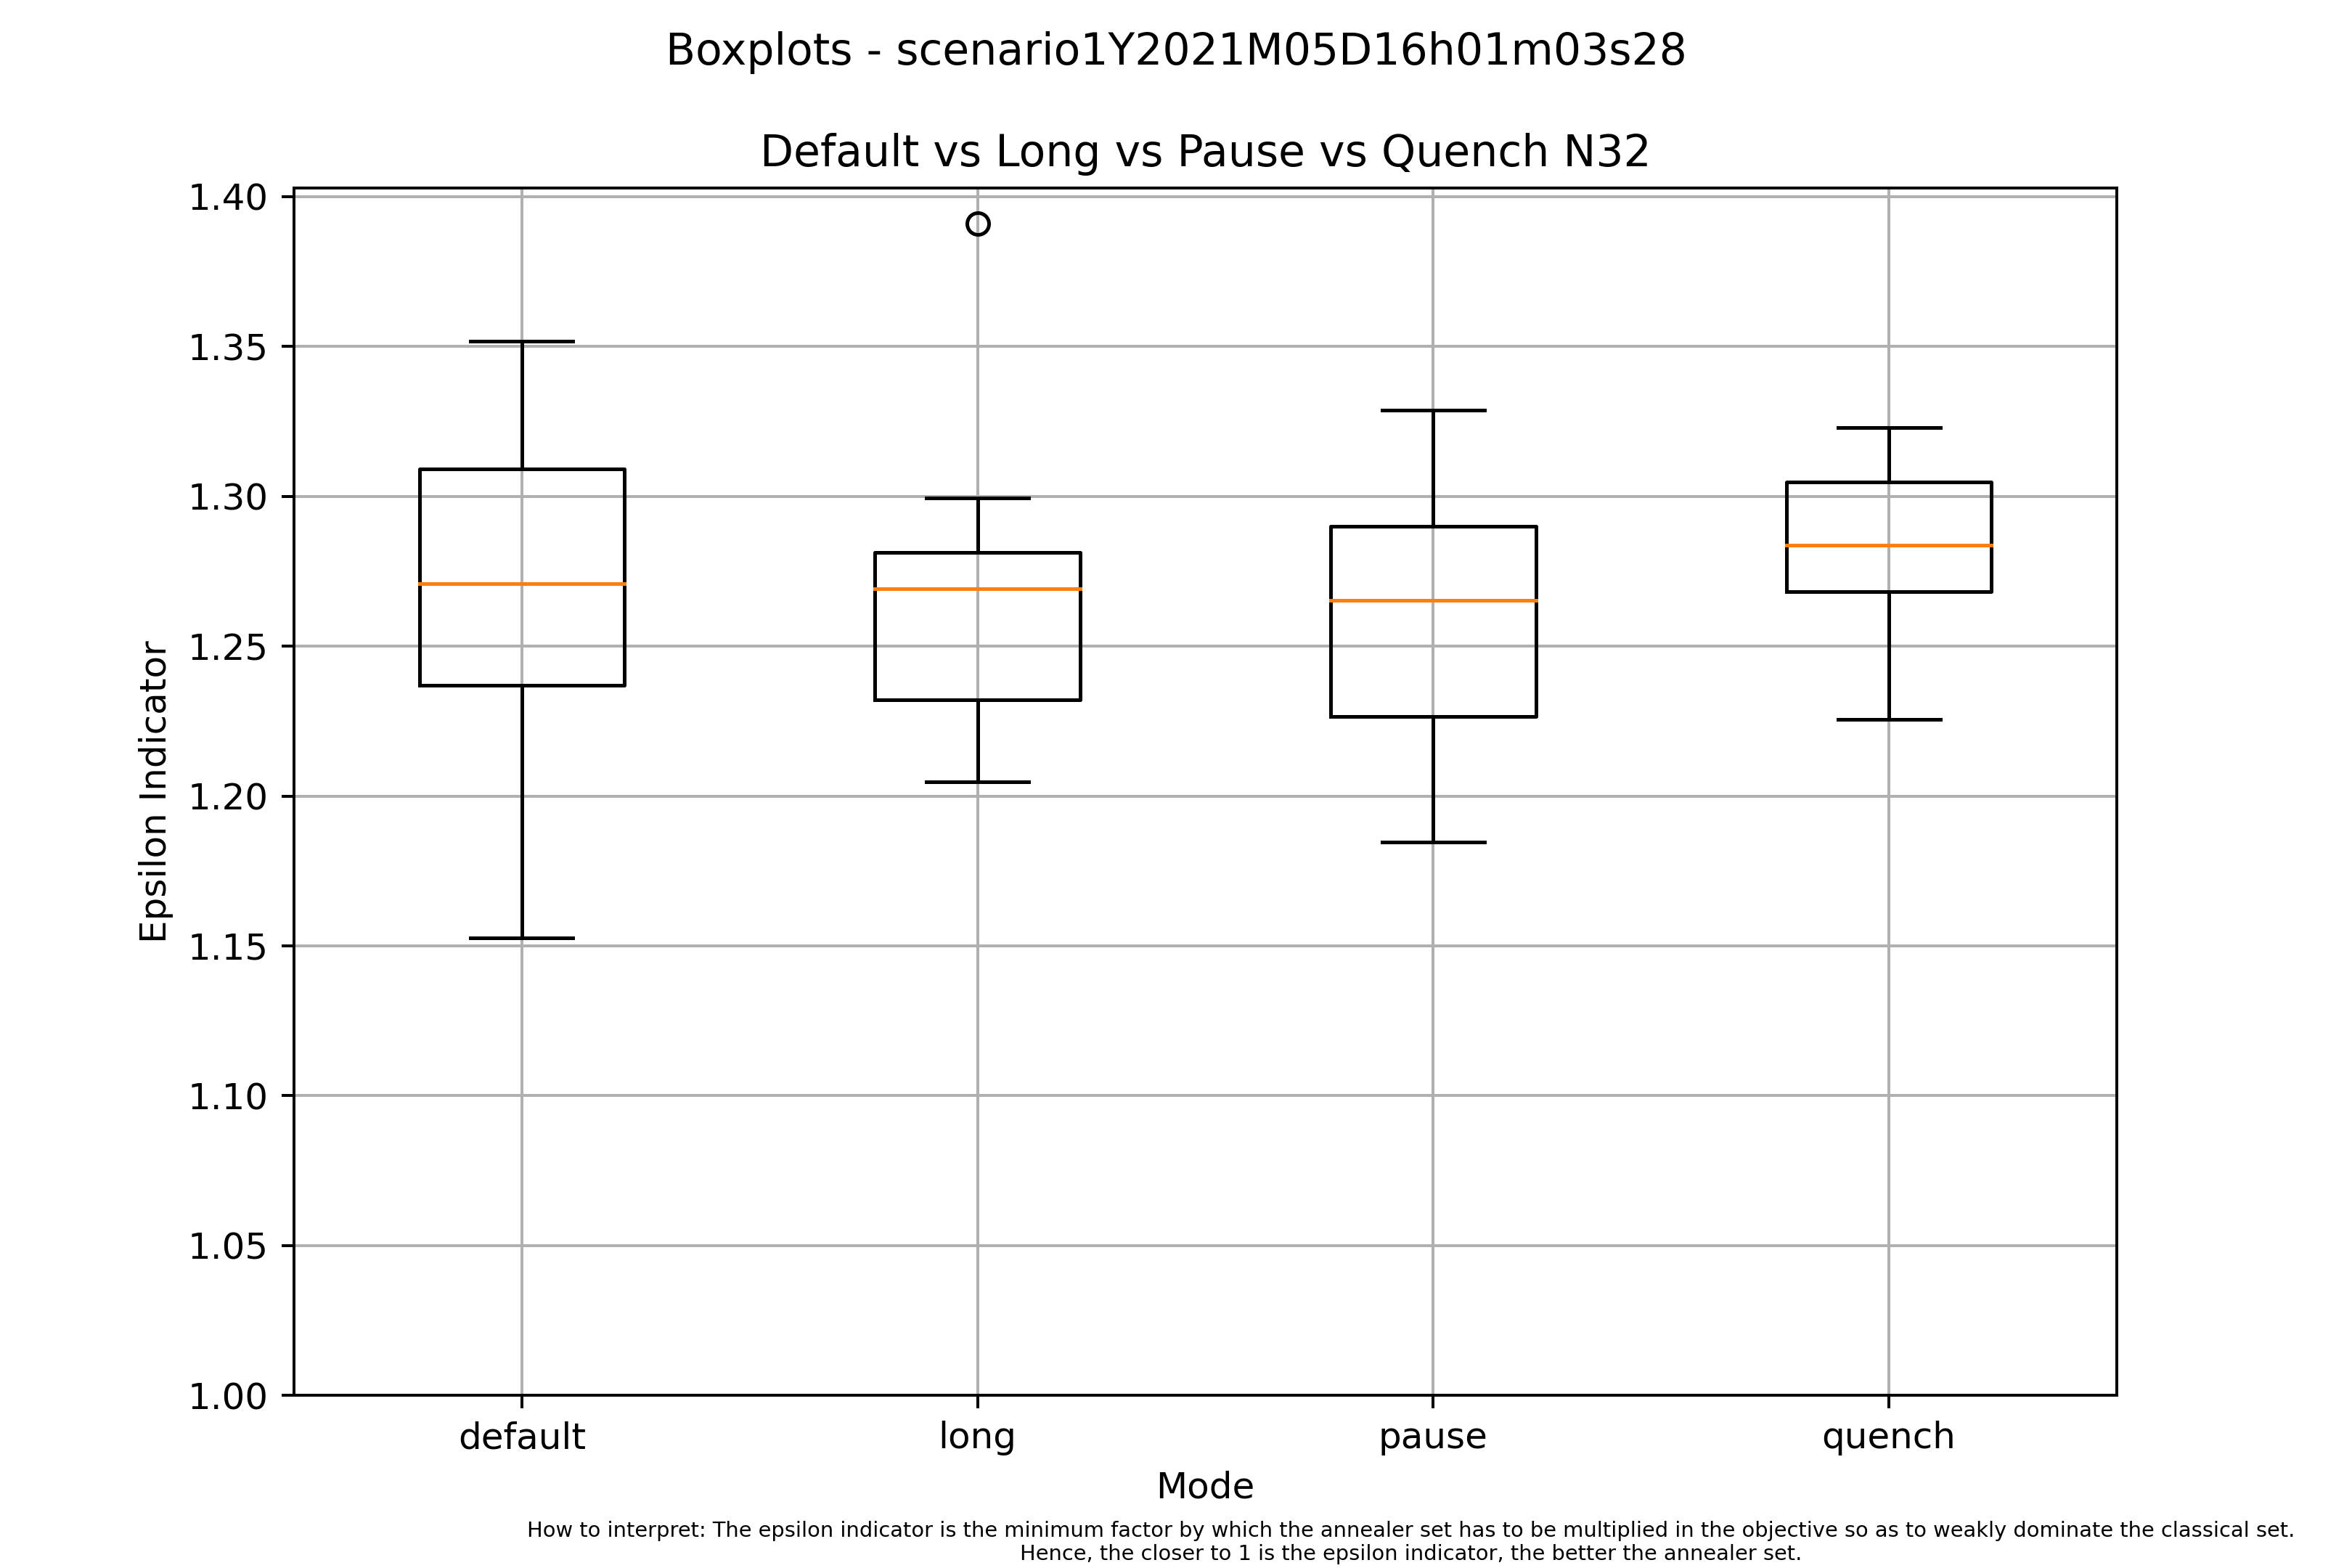 Boxplots - scenario1Y2021M05D16h01m03s28
Default vs Long vs Pause vs Quench N32
1.40
1.35
1.30
1.25
1.20
1.15
1.10
1.05
1.00
Epsilon Indicator
default
long
pause
quench
Mode
How to interpret: The epsilon indicator is the minimum factor by which the annealer set has to be multiplied in the objective so as to weakly dominate the classical set.
Hence, the closer to 1 is the epsilon indicator, the better the annealer set.